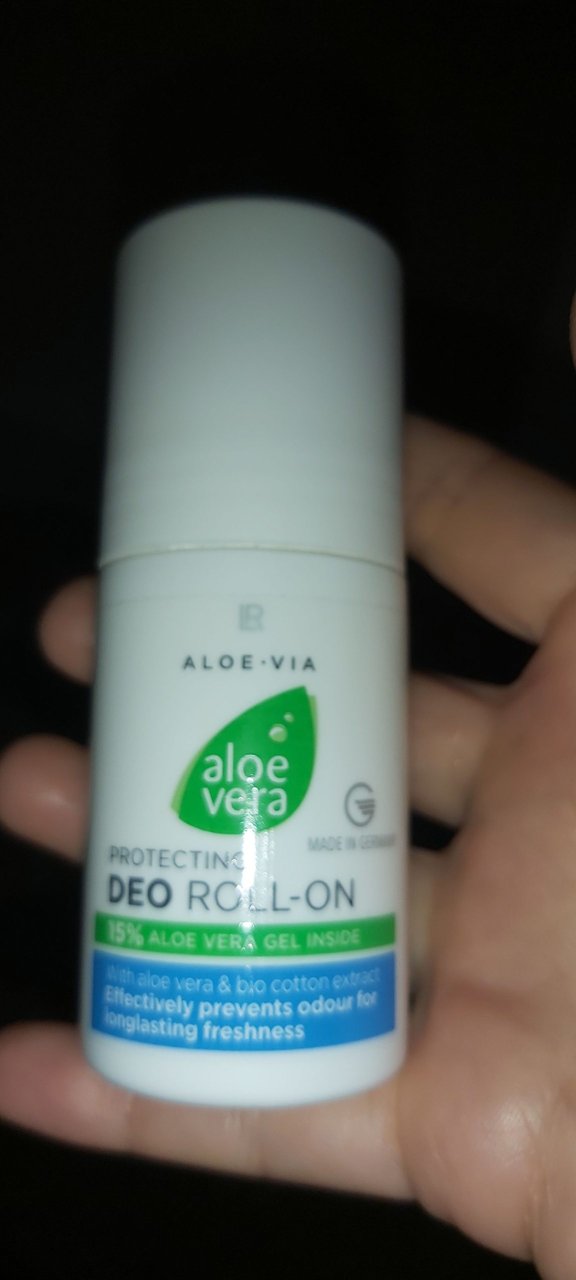 LR
ALOE·VIA
aloe
vera
MADE IN GERMANY
PROTECTING
DEO ROLL-ON
15% ALOE VERA GEL INSIDE
With aloe vera & bio cotton extract
Effectively prevents odour for
longlasting freshness